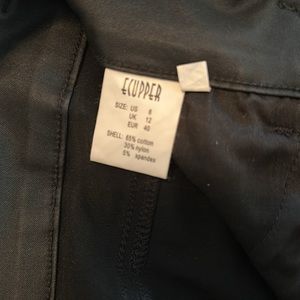 ECUPPER
SIZE: US 8
UK 12
EUR 40
SHELL: 65% cotton
30% nylon
5% spandex